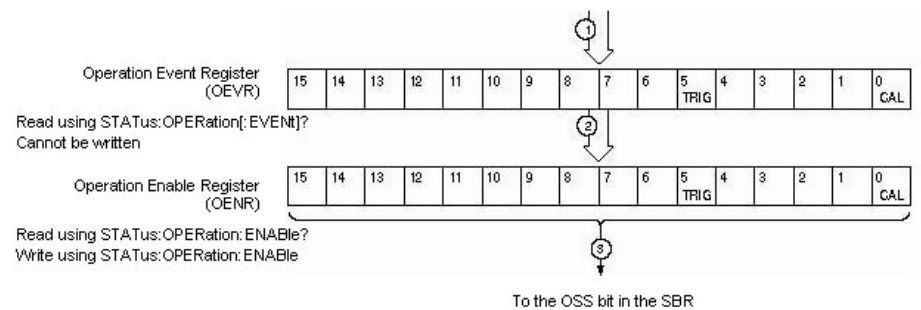 1
Operation Event Register
(OEVR)
15 14 13 12 11 10 9 8 7 6 5 4 3 2 1 0
TRIG CAL
Read using STATus:OPERation[:EVENt]?
Cannot be written
2
Operation Enable Register
(OENR)
15 14 13 12 11 10 9 8 7 6 5 4 3 2 1 0
TRIG CAL
Read using STATus:OPERation:ENABle?
Write using STATus:OPERation:ENABle
3
To the OSS bit in the SBR